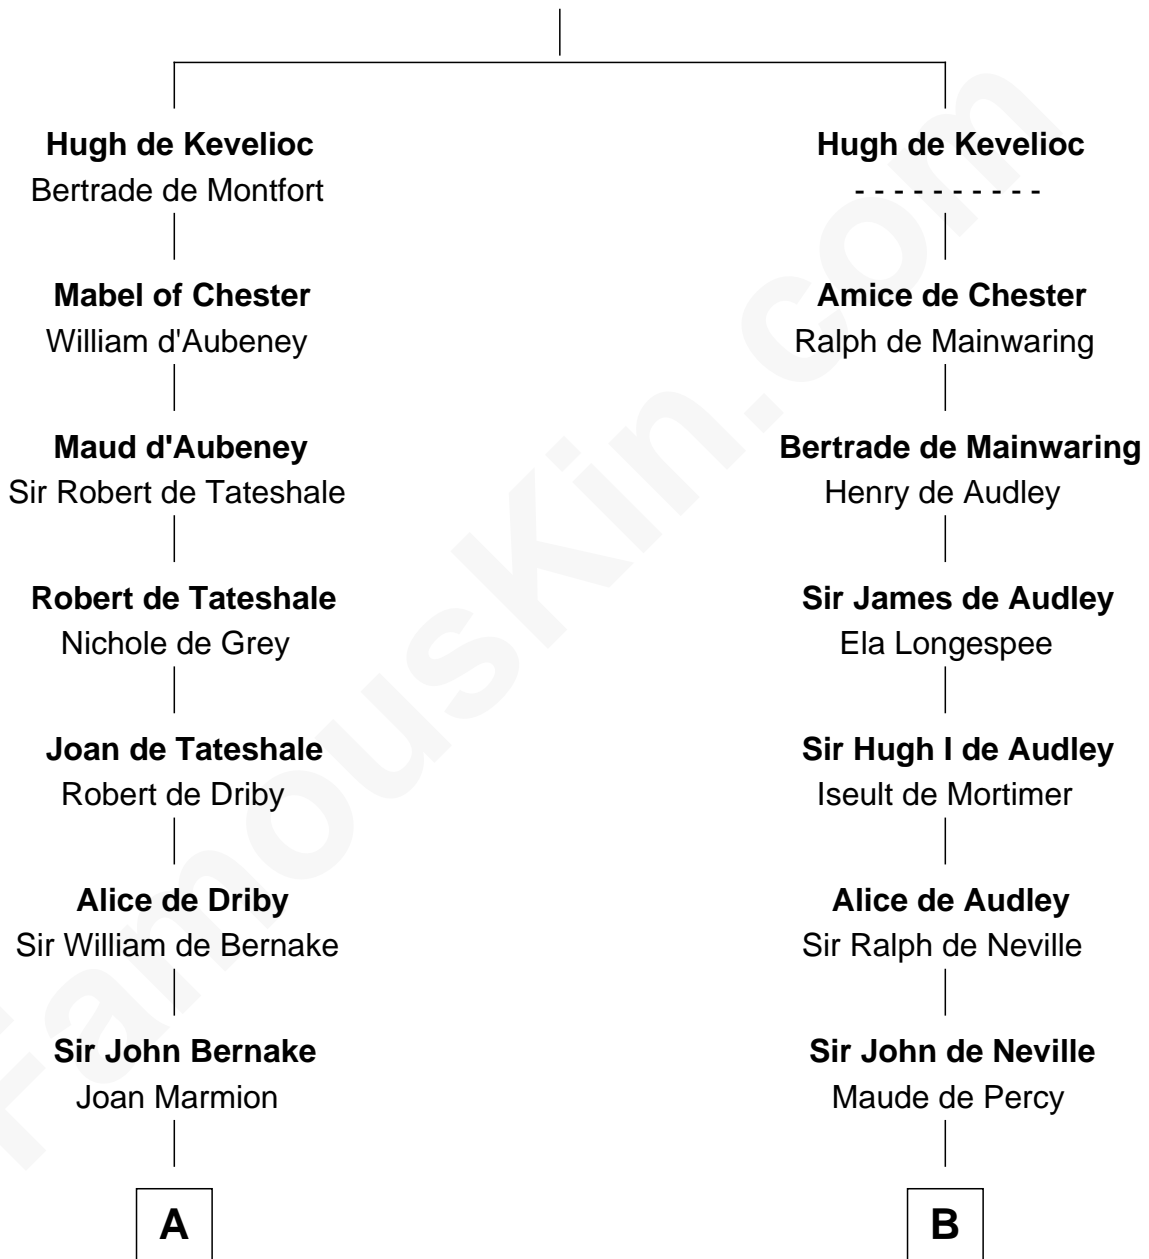 Hugh de Kevelioc
Bertrade de Montfort
Mabel of Chester
William d'Aubeney
Maud d'Aubeney
Sir Robert de Tateshale
Robert de Tateshale
Nichole de Grey
Joan de Tateshale
Robert de Driby
Alice de Driby
Sir William de Bernake
Sir John Bernake
Joan Marmion
A
Hugh de Kevelioc
- - - - - - - - - -
Amice de Chester
Ralph de Mainwaring
Bertrade de Mainwaring
Henry de Audley
Sir James de Audley
Ela Longespee
Sir Hugh I de Audley
Iseult de Mortimer
Alice de Audley
Sir Ralph de Neville
Sir John de Neville
Maude de Percy
B
FamousKin.com